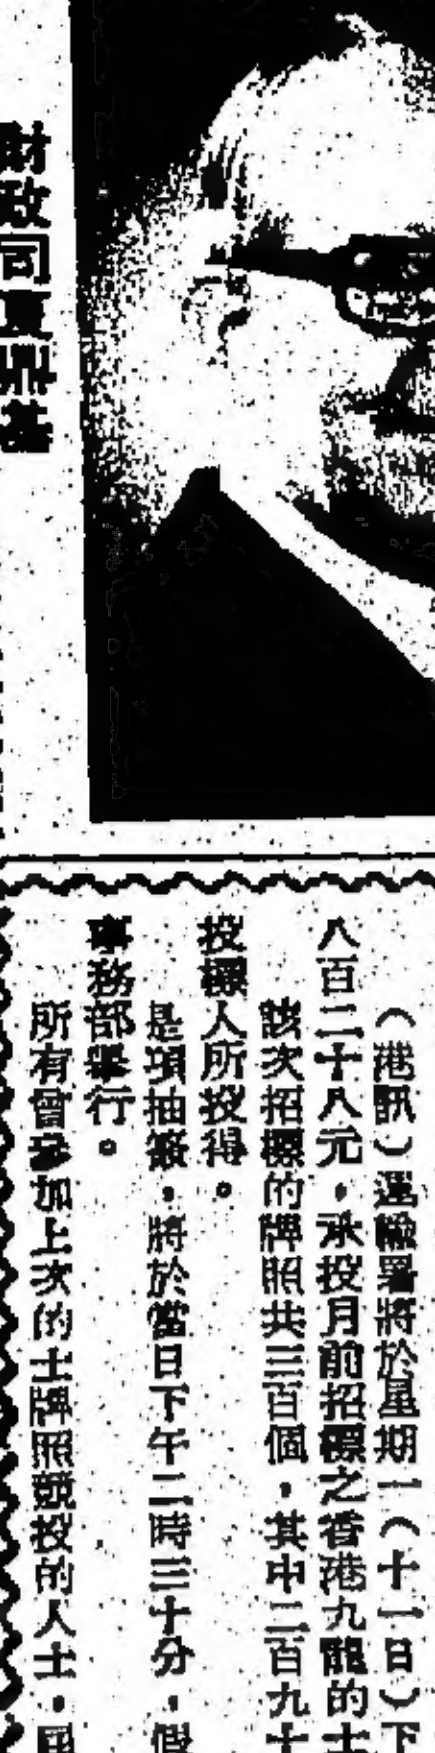 財政司夏鼎基
（港訊）運輸署將於星期一（十一日）下
八百二十八元，承投月前招標之香港九龍的士
該次招標的牌照共三百個，其中二百九十
投標人所投得。
是項抽籤，將於當日下午二時三十分，假
事務部舉行。
所有曾參加上次的士牌照競投的人士，屆